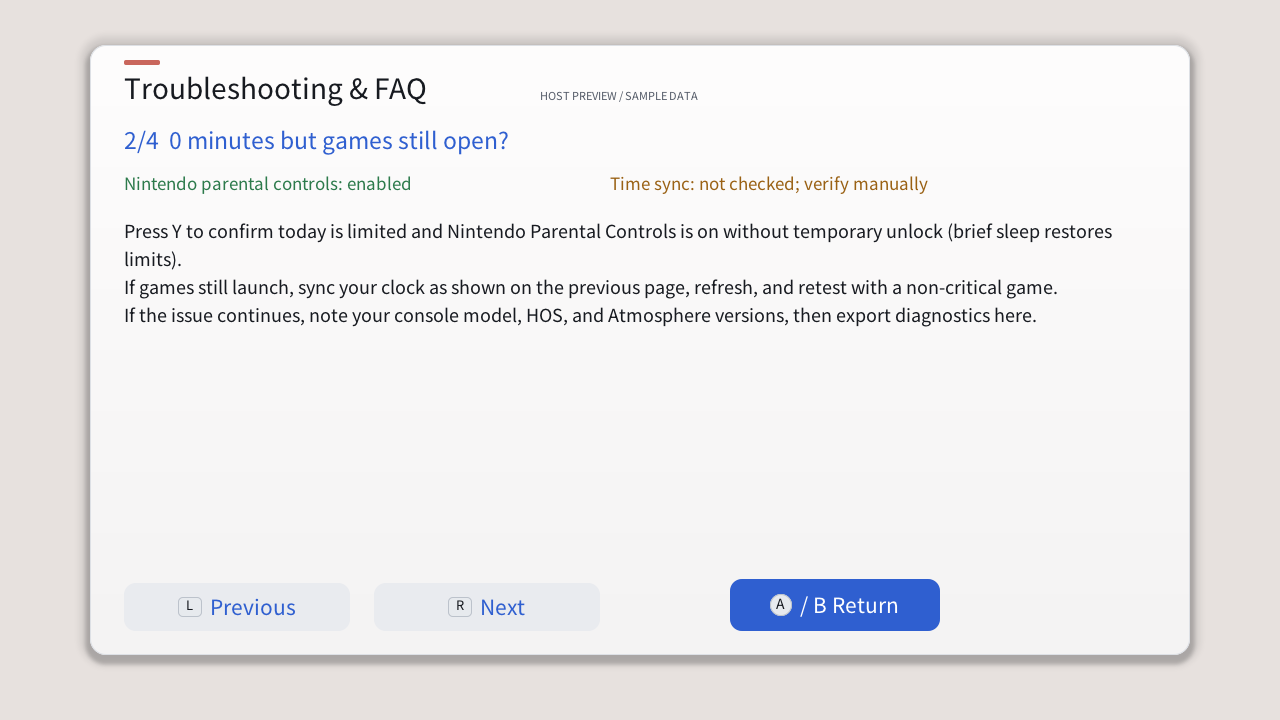 Troubleshooting & FAQ
HOST PREVIEW / SAMPLE DATA
2/4  0 minutes but games still open?
Nintendo parental controls: enabled
Time sync: not checked; verify manually
Press Y to confirm today is limited and Nintendo Parental Controls is on without temporary unlock (brief sleep restores
limits).
If games still launch, sync your clock as shown on the previous page, refresh, and retest with a non-critical game.
If the issue continues, note your console model, HOS, and Atmosphere versions, then export diagnostics here.
L Previous
R Next
A / B Return